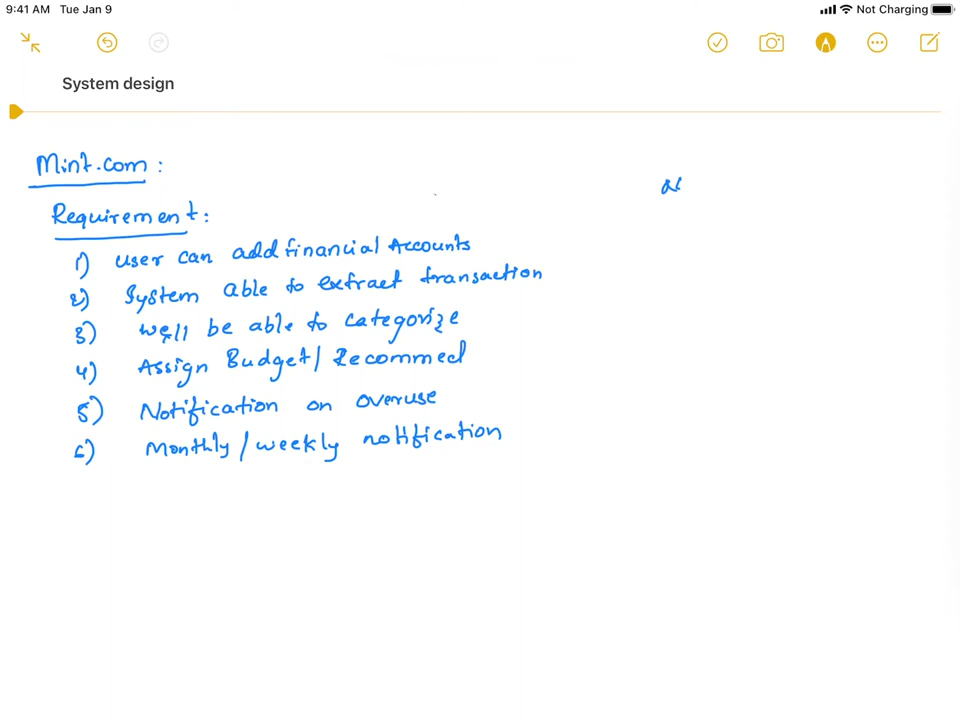 9:41 AM Tue Jan 9
Not Charging
System design
Mint.com :
Requirement :
1) User can add financial Accounts
2) System able to extract transaction
3) be able to categorize
4) Assign Budget / Recommed
5) Notification on overuse
6) Monthly / weekly notification